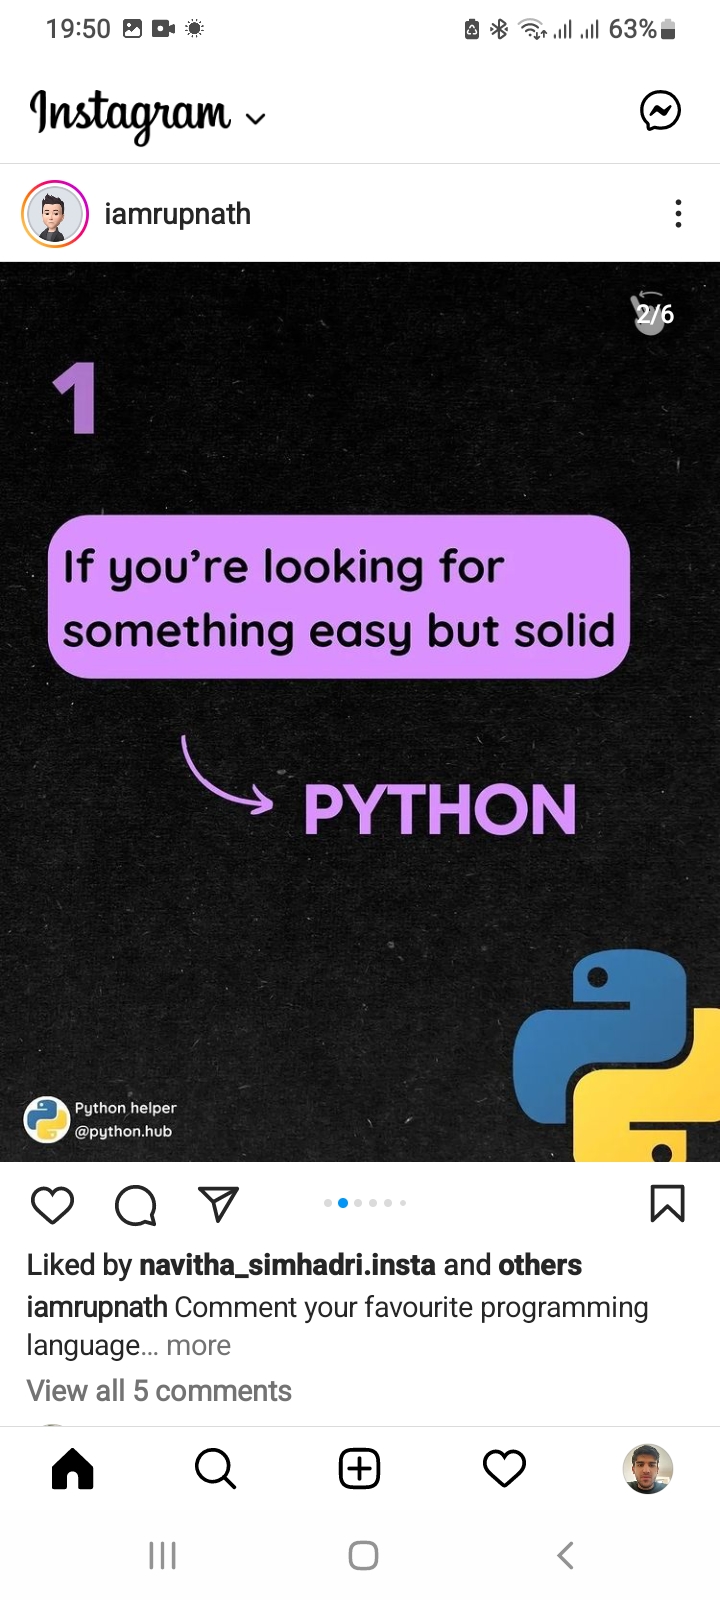 19:50
63%
Instagram
iamrupnath
2/6
1
If you're looking for
something easy but solid
PYTHON
Python helper
@python.hub
Liked by navitha_simhadri.insta and others
iamrupnath Comment your favourite programming
language... more
View all 5 comments